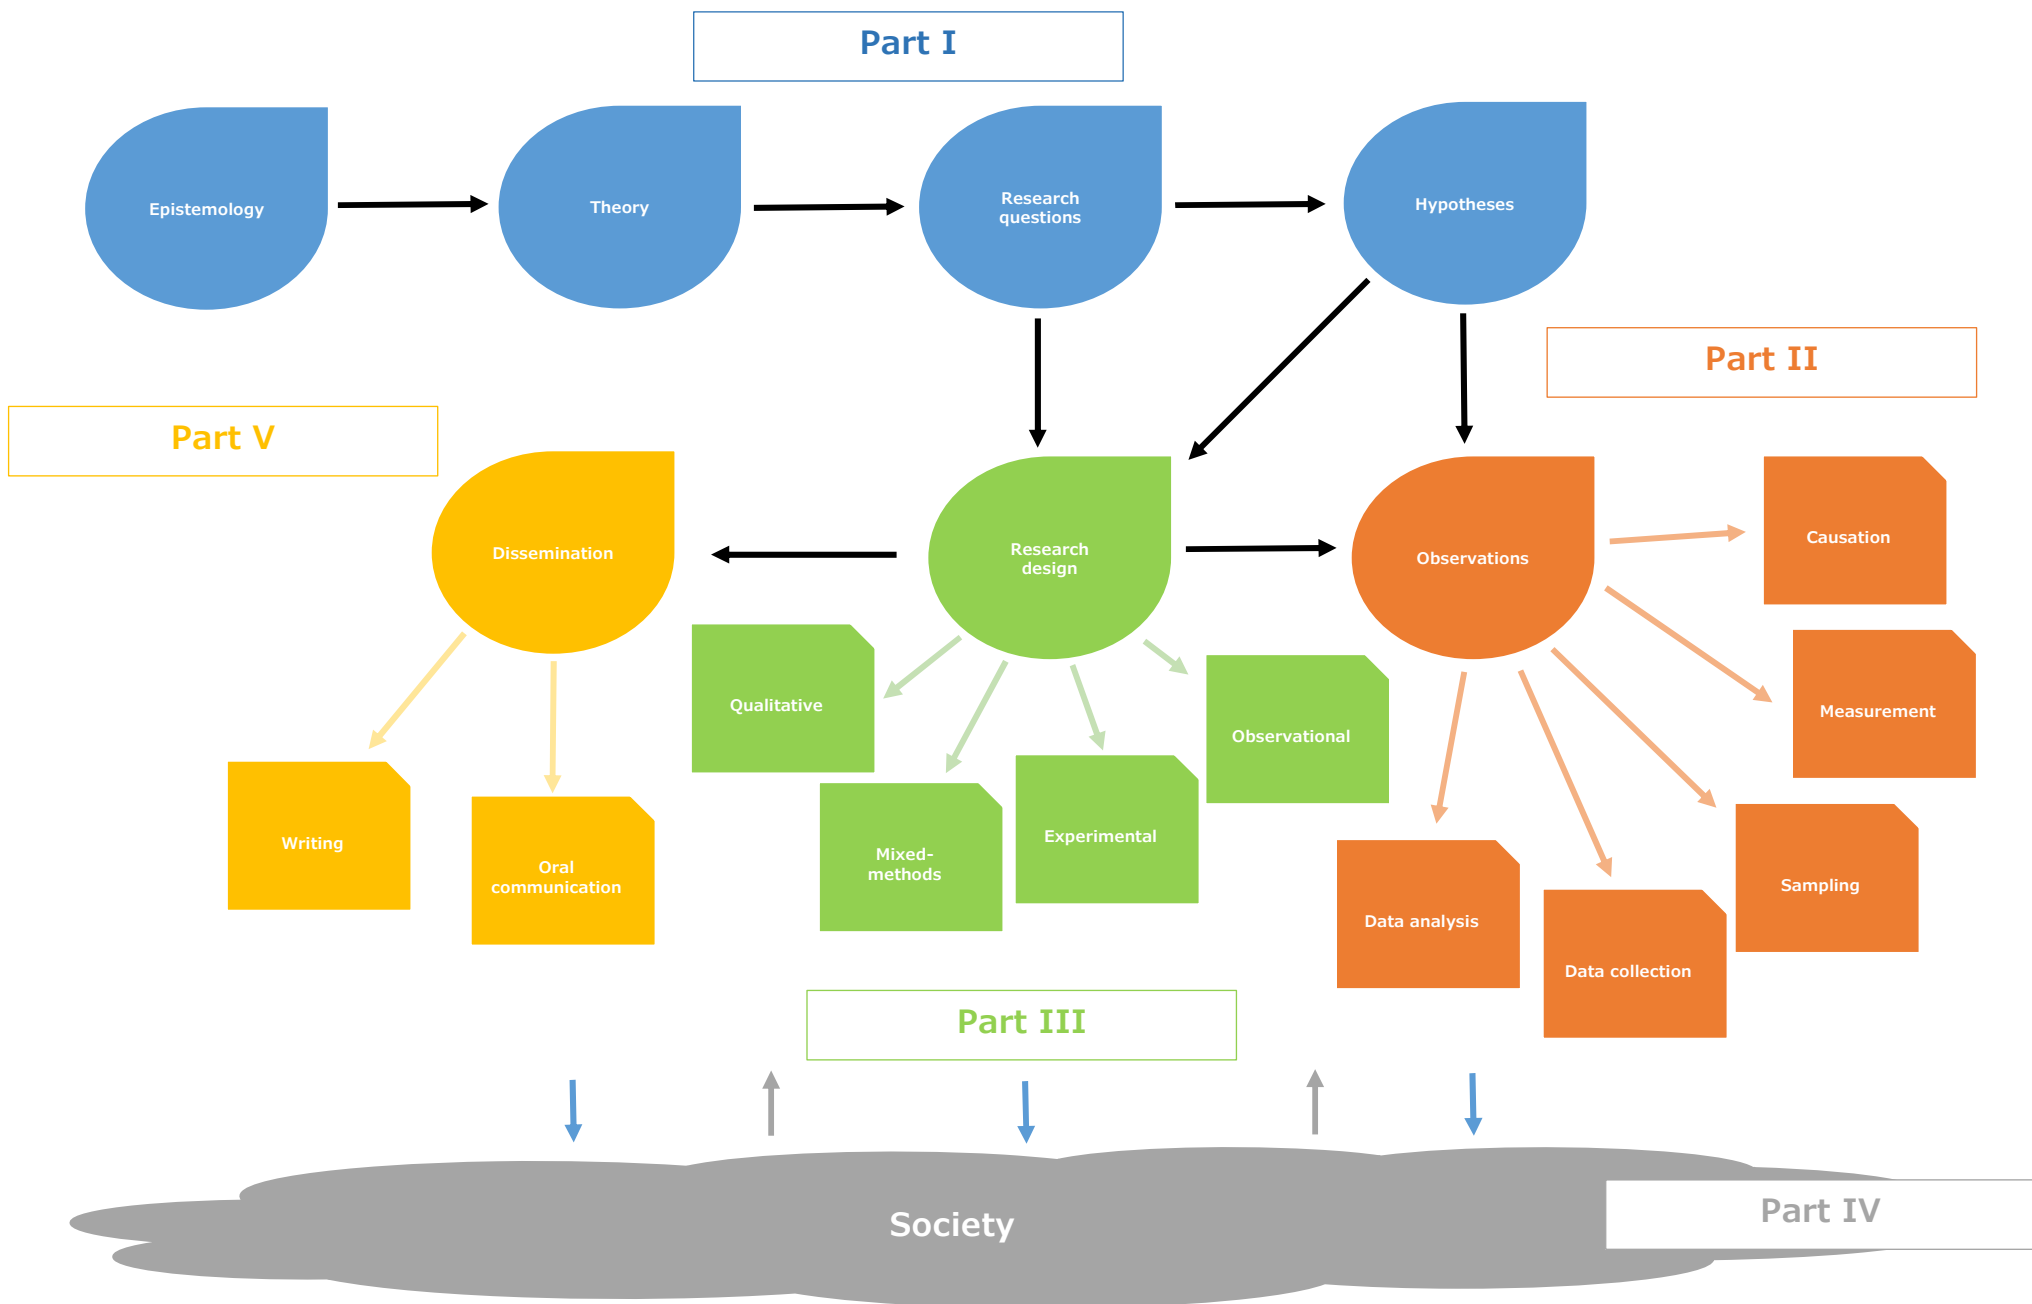 Part I
Epistemology
Theory
Research
questions
Hypotheses
Part II
Part V
Dissemination
Research
design
Observations
Causation
Qualitative
Observational
Measurement
Writing
Oral
communication
Mixed-
methods
Experimental
Data analysis
Data collection
Sampling
Part III
Society
Part IV